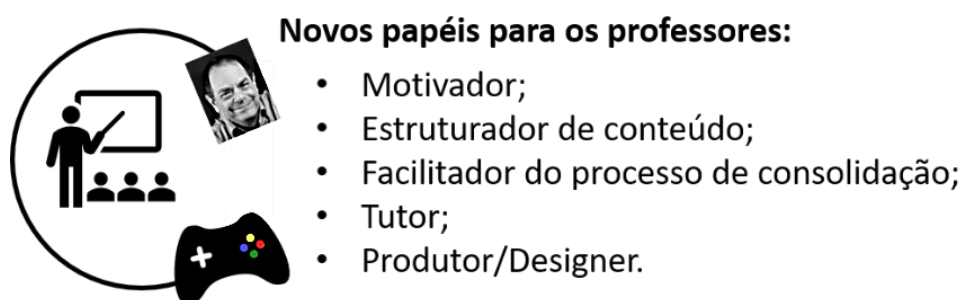 Novos papéis para os professores:
• Motivador;
• Estruturador de conteúdo;
• Facilitador do processo de consolidação;
• Tutor;
• Produtor/Designer.